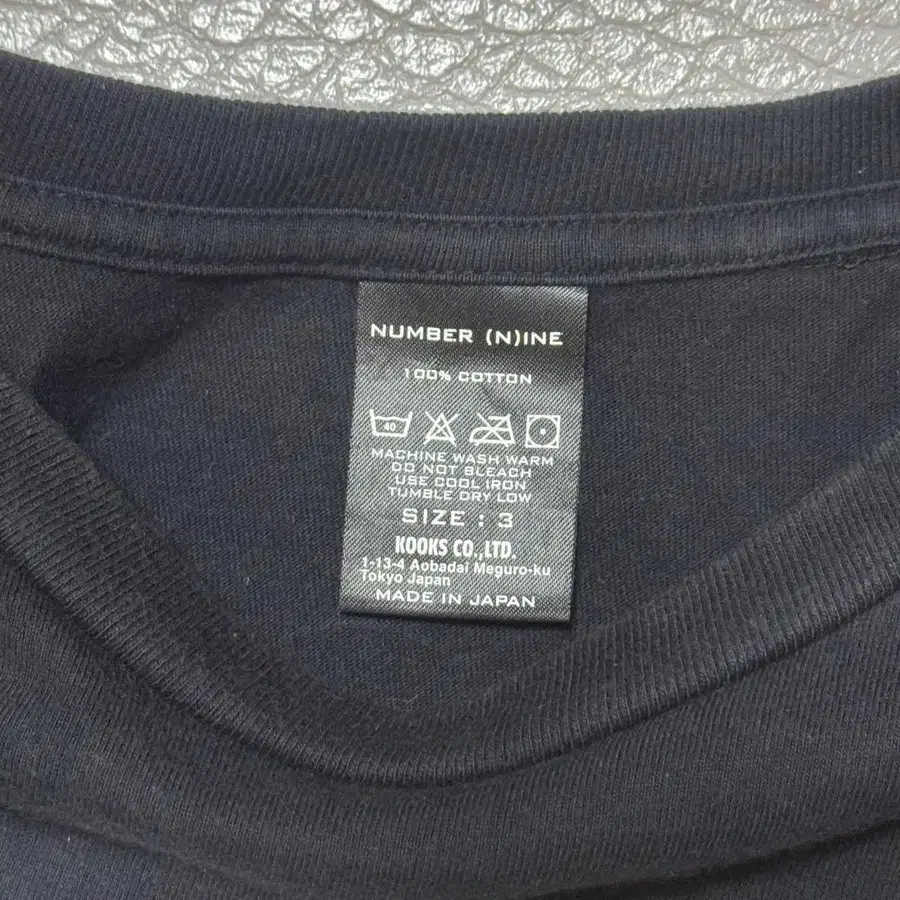 NUMBER (N)INE
100% COTTON
40
MACHINE WASH WARM
DO NOT BLEACH
USE COOL IRON
TUMBLE DRY LOW
SIZE : 3
KOOKS CO.,LTD.
1-13-4 Aobadai Meguro-ku
Tokyo Japan
MADE IN JAPAN